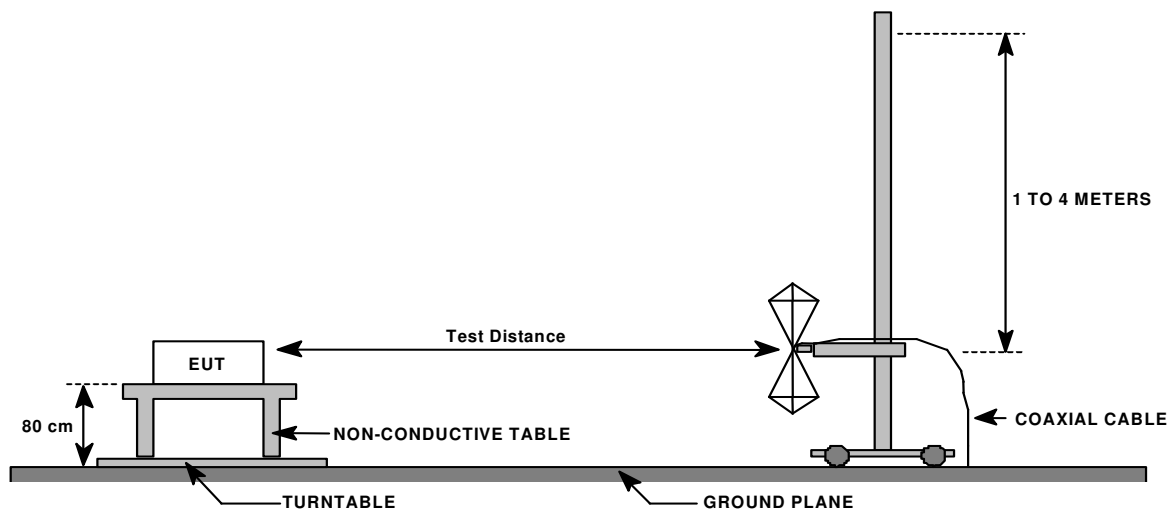 1 TO 4 METERS
Test Distance
EUT
80 cm
NON-CONDUCTIVE TABLE
COAXIAL CABLE
TURNTABLE
GROUND PLANE